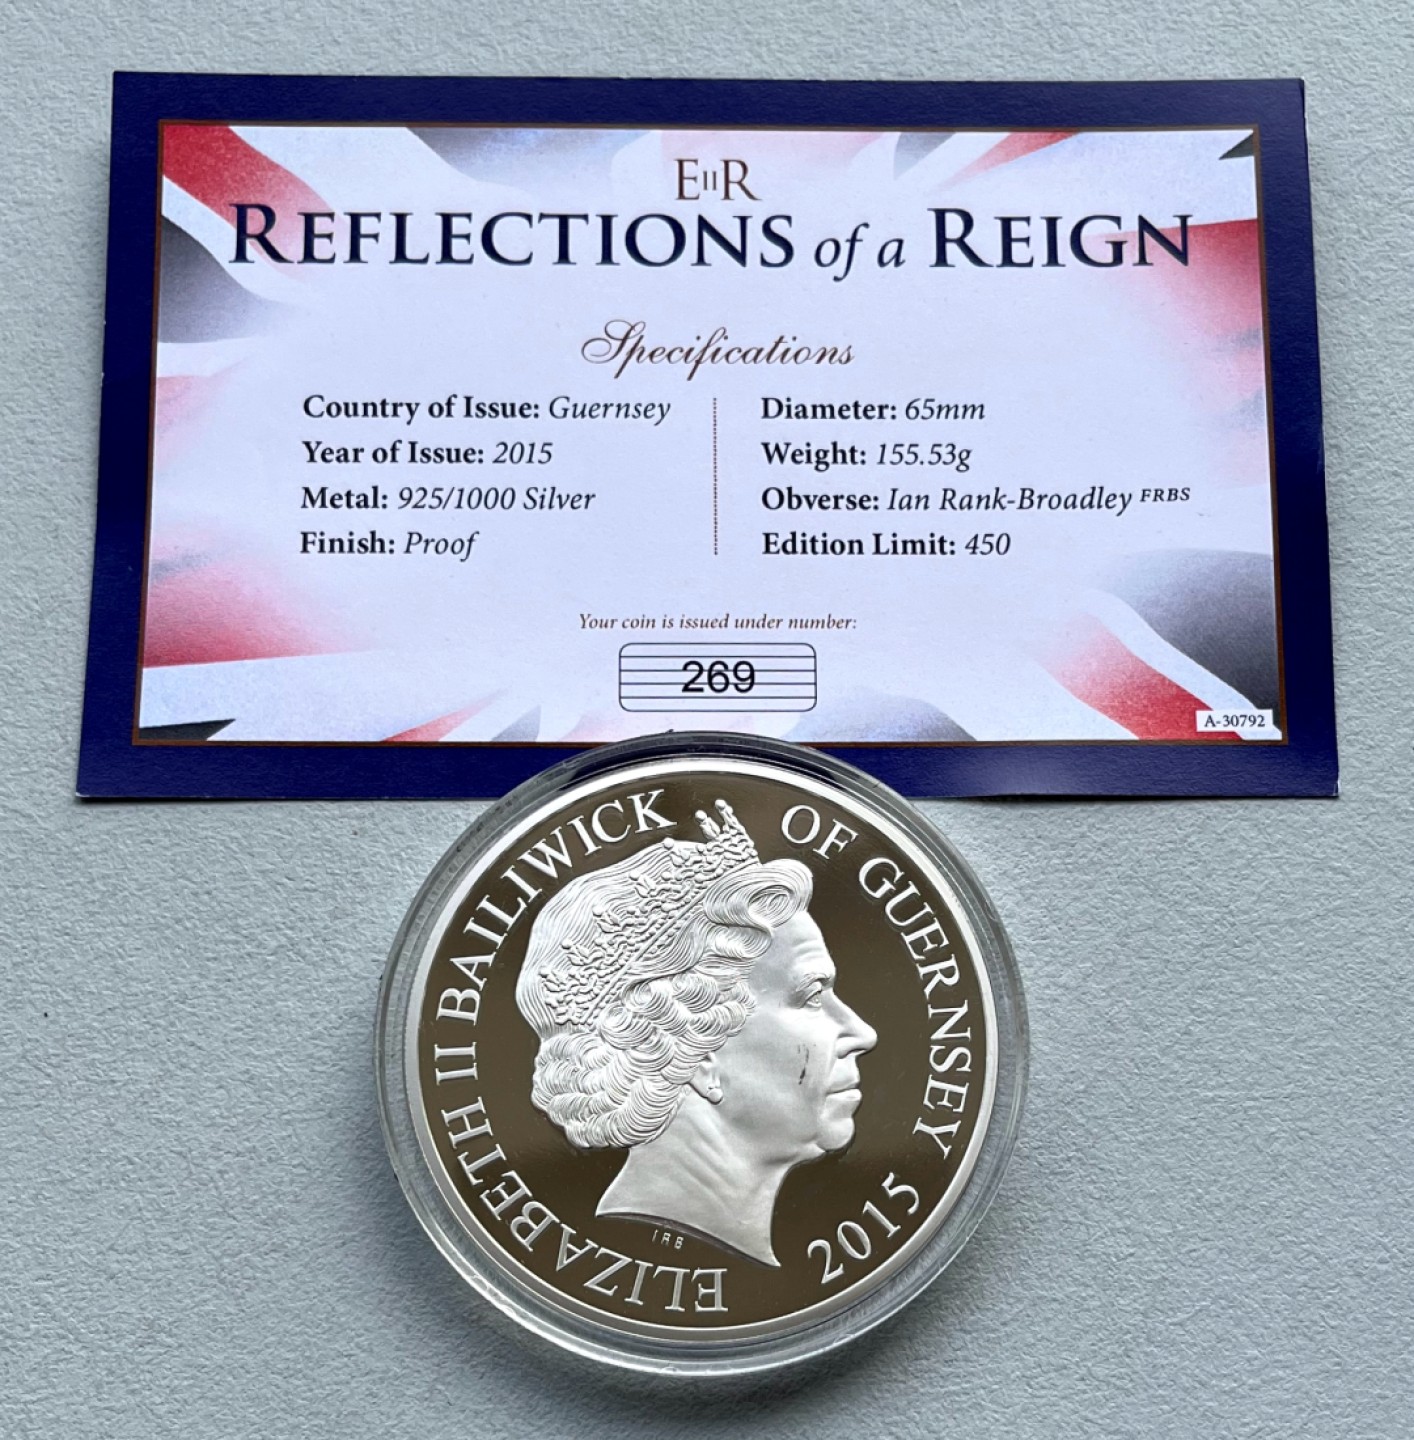 EIIR
REFLECTIONS of a REIGN
Specifications
Country of Issue: Guernsey
Year of Issue: 2015
Metal: 925/1000 Silver
Finish: Proof
Diameter: 65mm
Weight: 155.53g
Obverse: Ian Rank-Broadley FRBS
Edition Limit: 450
Your coin is issued under number:
269
A-30792
ELIZABETH II BAILIWICK OF GUERNSEY 2015
IRB